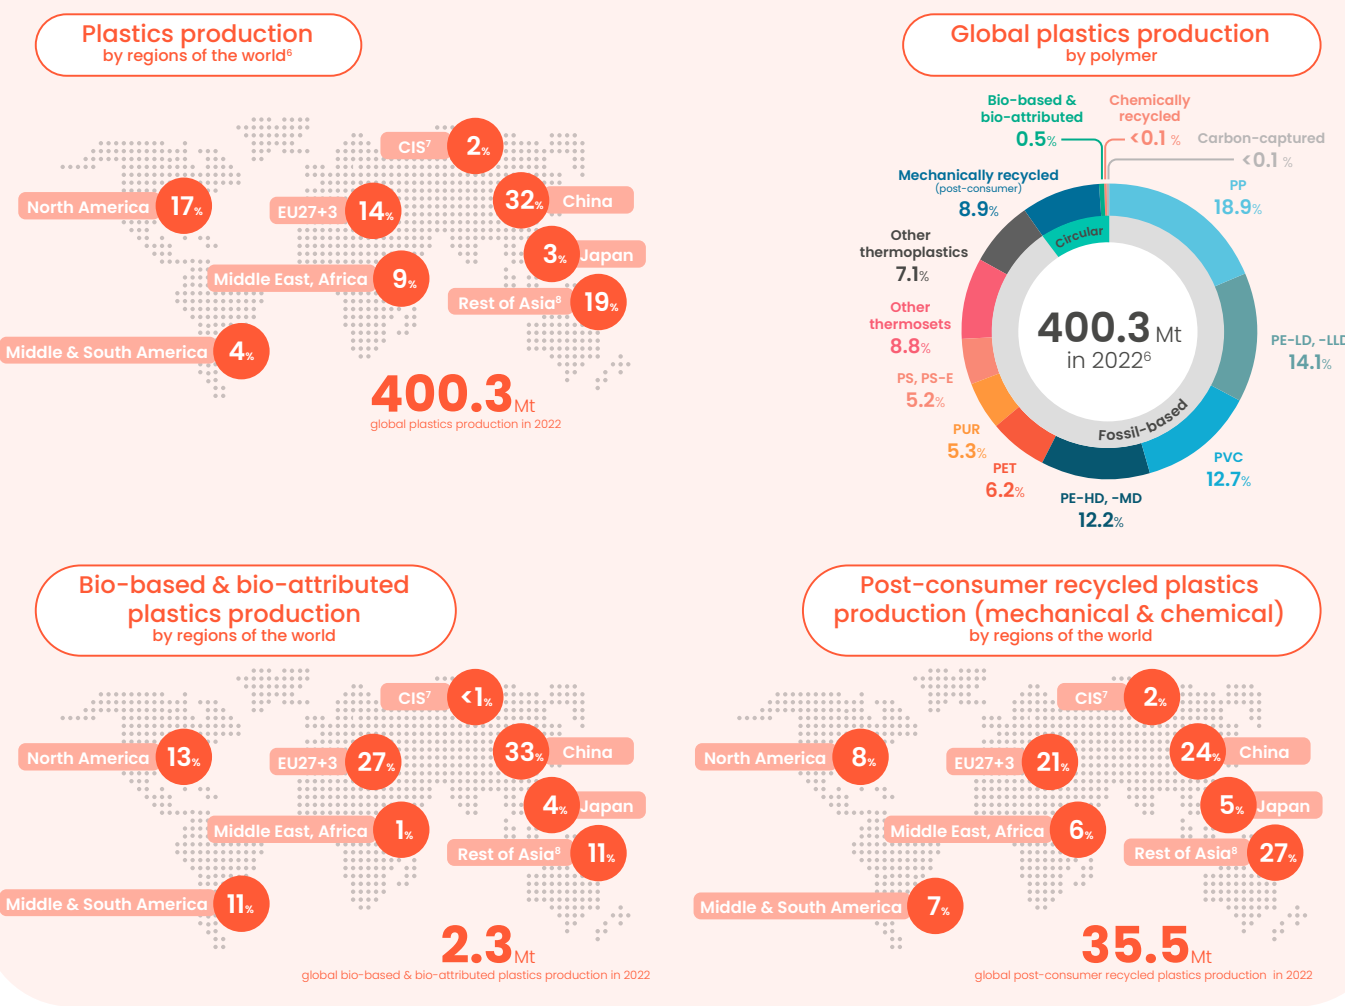 Plastics production
by regions of the world⁶
CIS⁷ 2%
North America 17%
EU27+3 14%
32% China
3% Japan
Middle East, Africa 9%
Rest of Asia⁸ 19%
Middle & South America 4%
400.3 Mt
global plastics production in 2022
Global plastics production
by polymer
Bio-based &
bio-attributed
0.5%
Chemically
recycled
<0.1 %
Carbon-captured
<0.1 %
Mechanically recycled
(post-consumer)
8.9%
PP
18.9%
Other
thermoplastics
7.1%
Circular
Other
thermosets
8.8%
400.3 Mt
in 2022⁶
PE-LD, -LLD
14.1%
PS, PS-E
5.2%
Fossil-based
PUR
5.3%
PET
6.2%
PVC
12.7%
PE-HD, -MD
12.2%
Bio-based & bio-attributed
plastics production
by regions of the world
CIS⁷ <1%
North America 13%
EU27+3 27%
33% China
4% Japan
Middle East, Africa 1%
Rest of Asia⁸ 11%
Middle & South America 11%
2.3 Mt
global bio-based & bio-attributed plastics production in 2022
Post-consumer recycled plastics
production (mechanical & chemical)
by regions of the world
CIS⁷ 2%
North America 8%
EU27+3 21%
24% China
5% Japan
Middle East, Africa 6%
Rest of Asia⁸ 27%
Middle & South America 7%
35.5 Mt
global post-consumer recycled plastics production in 2022